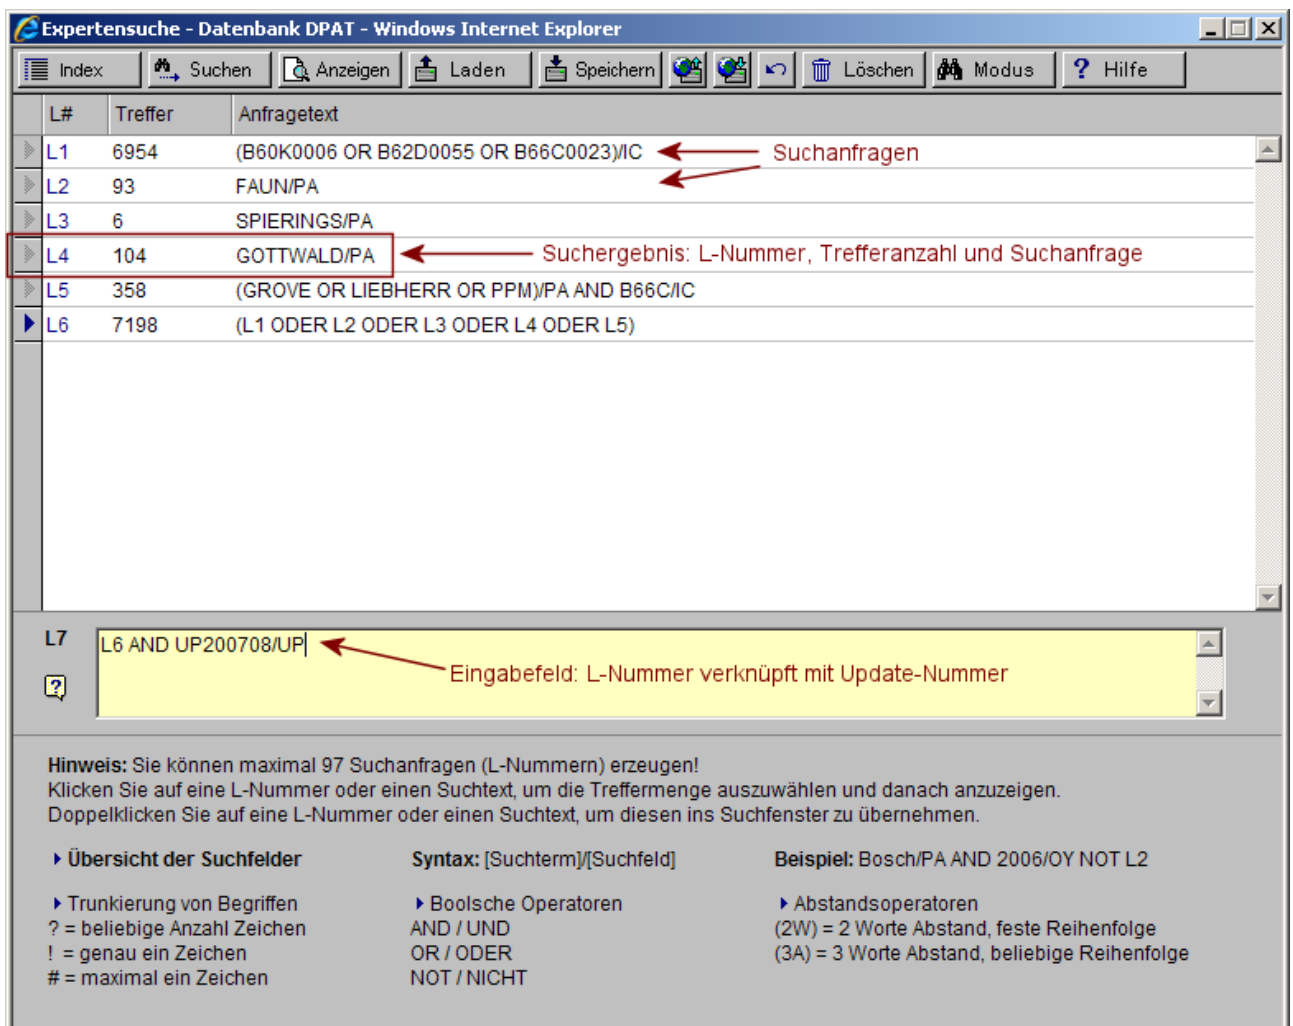 Expertensuche - Datenbank DPAT - Windows Internet Explorer
Index Suchen Anzeigen Laden Speichern Löschen Modus ? Hilfe
L# Treffer Anfragetext
L1 6954 (B60K0006 OR B62D0055 OR B66C0023)/IC Suchanfragen
L2 93 FAUN/PA
L3 6 SPIERINGS/PA
L4 104 GOTTWALD/PA Suchergebnis: L-Nummer, Trefferanzahl und Suchanfrage
L5 358 (GROVE OR LIEBHERR OR PPM)/PA AND B66C/IC
L6 7198 (L1 ODER L2 ODER L3 ODER L4 ODER L5)
L7 L6 AND UP200708/UP
Eingabefeld: L-Nummer verknüpft mit Update-Nummer
?
Hinweis: Sie können maximal 97 Suchanfragen (L-Nummern) erzeugen!
Klicken Sie auf eine L-Nummer oder einen Suchtext, um die Treffermenge auszuwählen und danach anzuzeigen.
Doppelklicken Sie auf eine L-Nummer oder einen Suchtext, um diesen ins Suchfenster zu übernehmen.
Übersicht der Suchfelder Syntax: [Suchterm]/[Suchfeld] Beispiel: Bosch/PA AND 2006/OY NOT L2
Trunkierung von Begriffen Boolsche Operatoren Abstandsoperatoren
? = beliebige Anzahl Zeichen AND / UND (2W) = 2 Worte Abstand, feste Reihenfolge
! = genau ein Zeichen OR / ODER (3A) = 3 Worte Abstand, beliebige Reihenfolge
# = maximal ein Zeichen NOT / NICHT